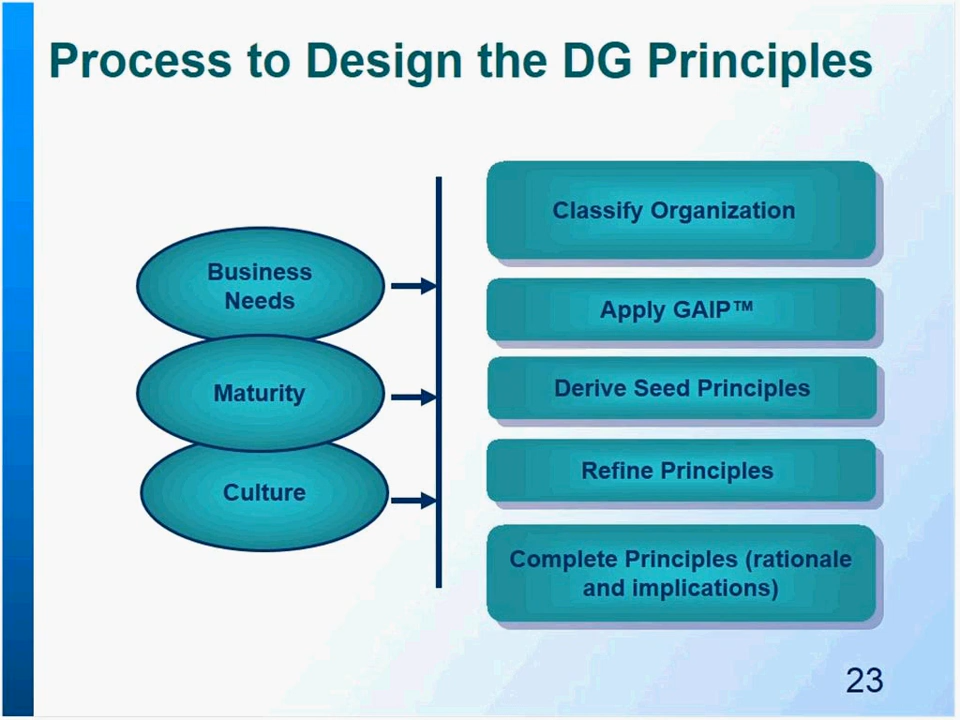 Process to Design the DG Principles
Business
Needs
Maturity
Culture
Classify Organization
Apply GAIP™
Derive Seed Principles
Refine Principles
Complete Principles (rationale
and implications)
23